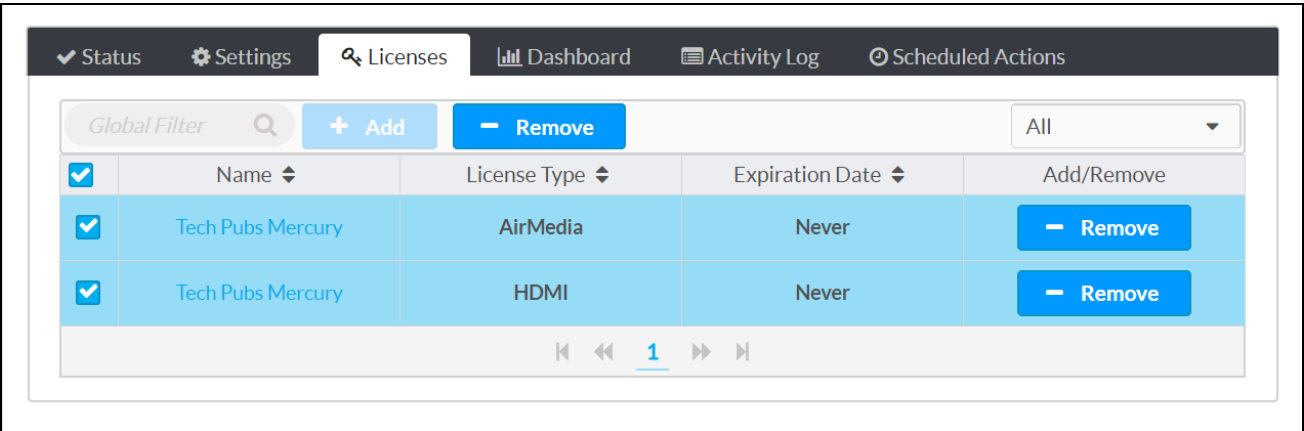 Status Settings Licenses Dashboard Activity Log Scheduled Actions
Global Filter + Add − Remove All
Name License Type Expiration Date Add/Remove
Tech Pubs Mercury AirMedia Never − Remove
Tech Pubs Mercury HDMI Never − Remove
1